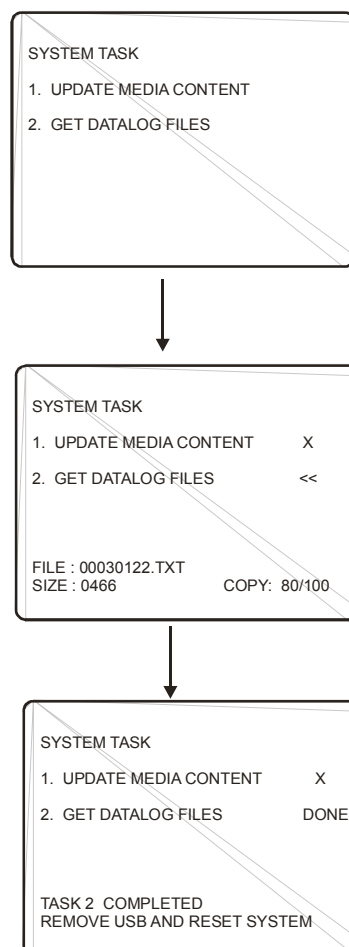 SYSTEM TASK
1. UPDATE MEDIA CONTENT
2. GET DATALOG FILES
SYSTEM TASK
1. UPDATE MEDIA CONTENT X
2. GET DATALOG FILES <<
FILE : 00030122.TXT
SIZE : 0466 COPY: 80/100
SYSTEM TASK
1. UPDATE MEDIA CONTENT X
2. GET DATALOG FILES DONE
TASK 2 COMPLETED
REMOVE USB AND RESET SYSTEM